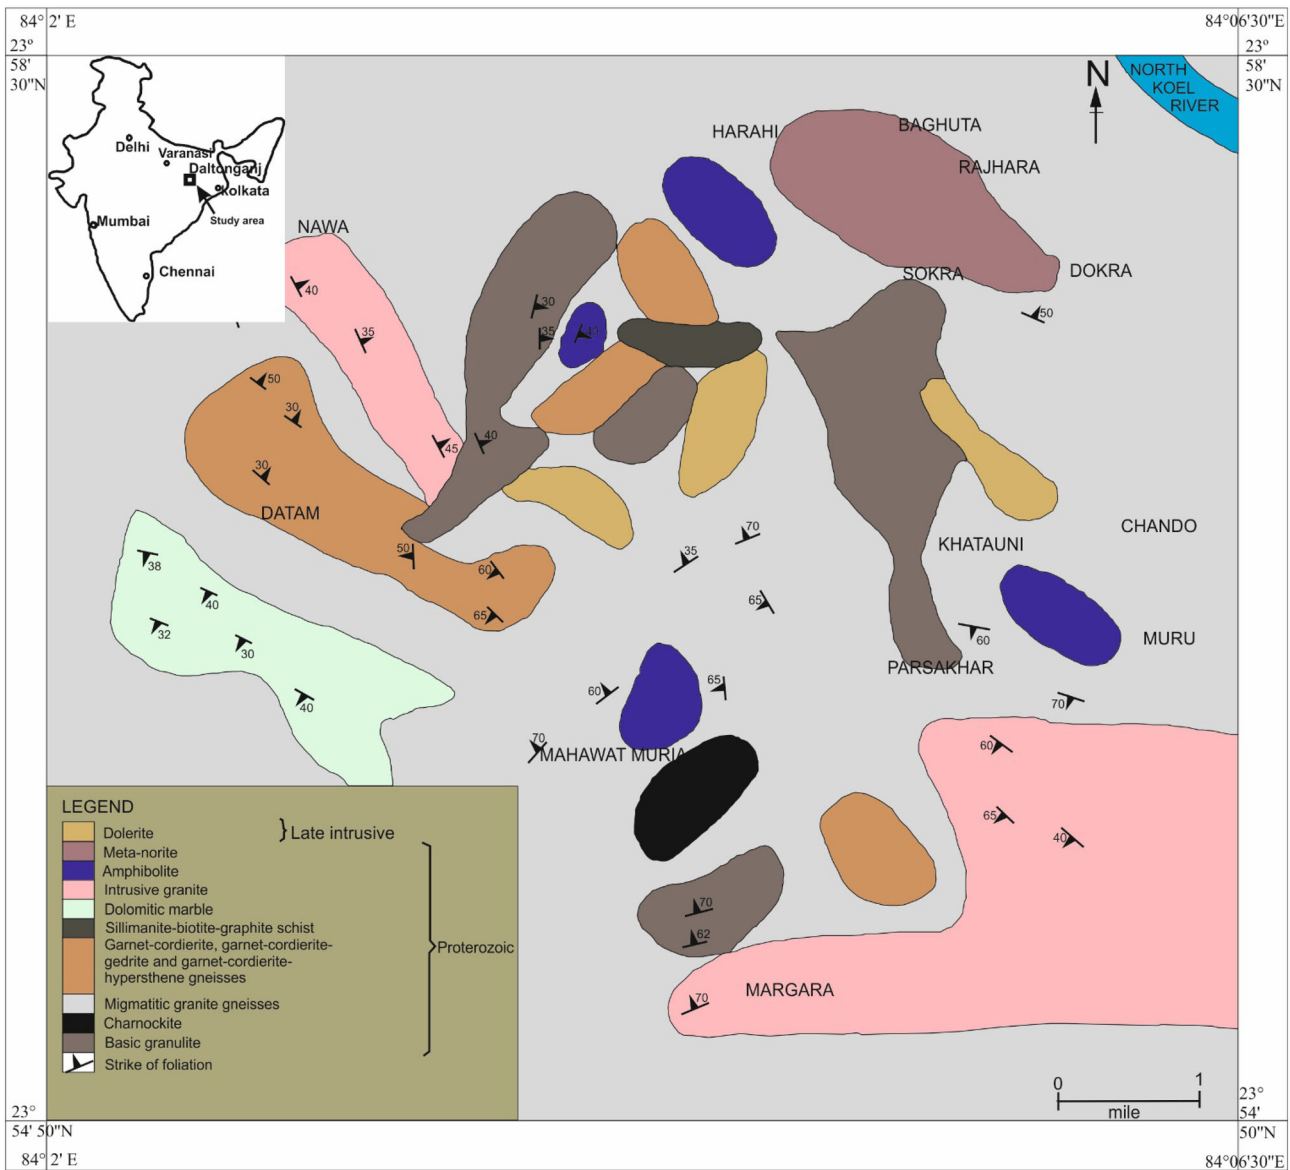 84° 2' E
84°06'30"E
23°
58'
30"N
23°
58'
30"N
N
NORTH
KOEL
RIVER
Delhi
Varanasi
Daltonganj
Kolkata
Study area
Mumbai
Chennai
HARAHI
BAGHUTA
RAJHARA
NAWA
SOKRA
DOKRA
40
30
50
35
35
40
50
30
40
45
30
DATAM
CHANDO
70
KHATAUNI
50
35
38
60
40
65
65
32
60
MURU
30
PARSAKHAR
60
65
40
70
70
MAHAWAT MURIA
60
65
40
70
62
MARGARA
70
LEGEND
Dolerite
Late intrusive
Meta-norite
Amphibolite
Intrusive granite
Dolomitic marble
Sillimanite-biotite-graphite schist
Garnet-cordierite, garnet-cordierite-
gedrite and garnet-cordierite-
hypersthene gneisses
Proterozoic
Migmatitic granite gneisses
Charnockite
Basic granulite
Strike of foliation
0 1
mile
23°
54' 50"N
23°
54'
50"N
84° 2' E
84°06'30"E